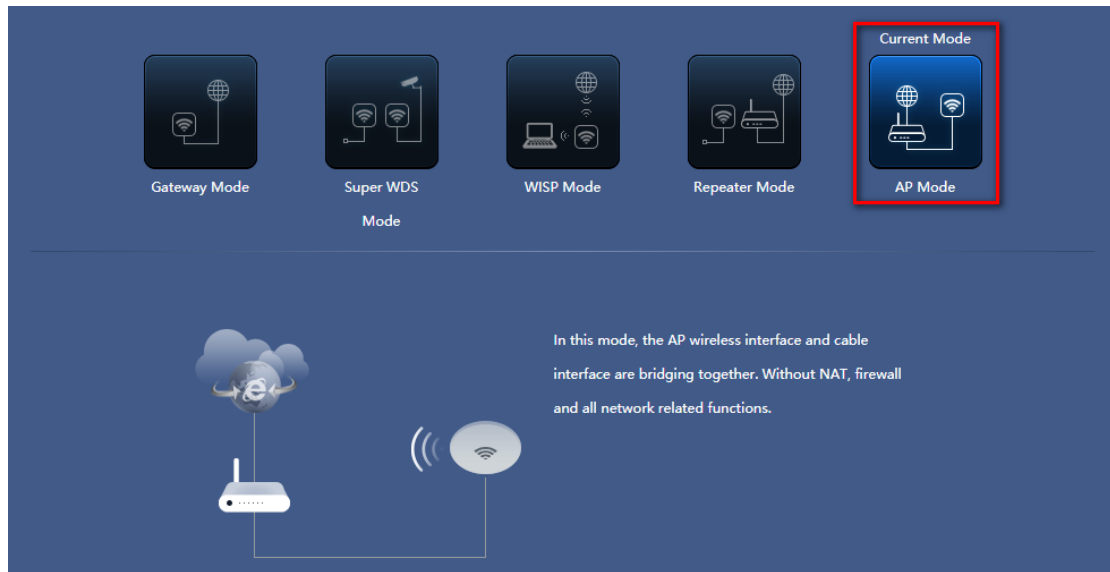 Current Mode
Gateway Mode
Super WDS
Mode
WISP Mode
Repeater Mode
AP Mode
In this mode, the AP wireless interface and cable
interface are bridging together. Without NAT, firewall
and all network related functions.
e